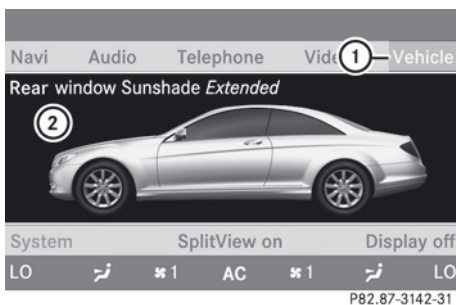 Navi Audio Telephone Vide 1 Vehicle
Rear window Sunshade Extended
2
System SplitView on Display off
LO 1 AC 1 LO
P82.87-3142-31